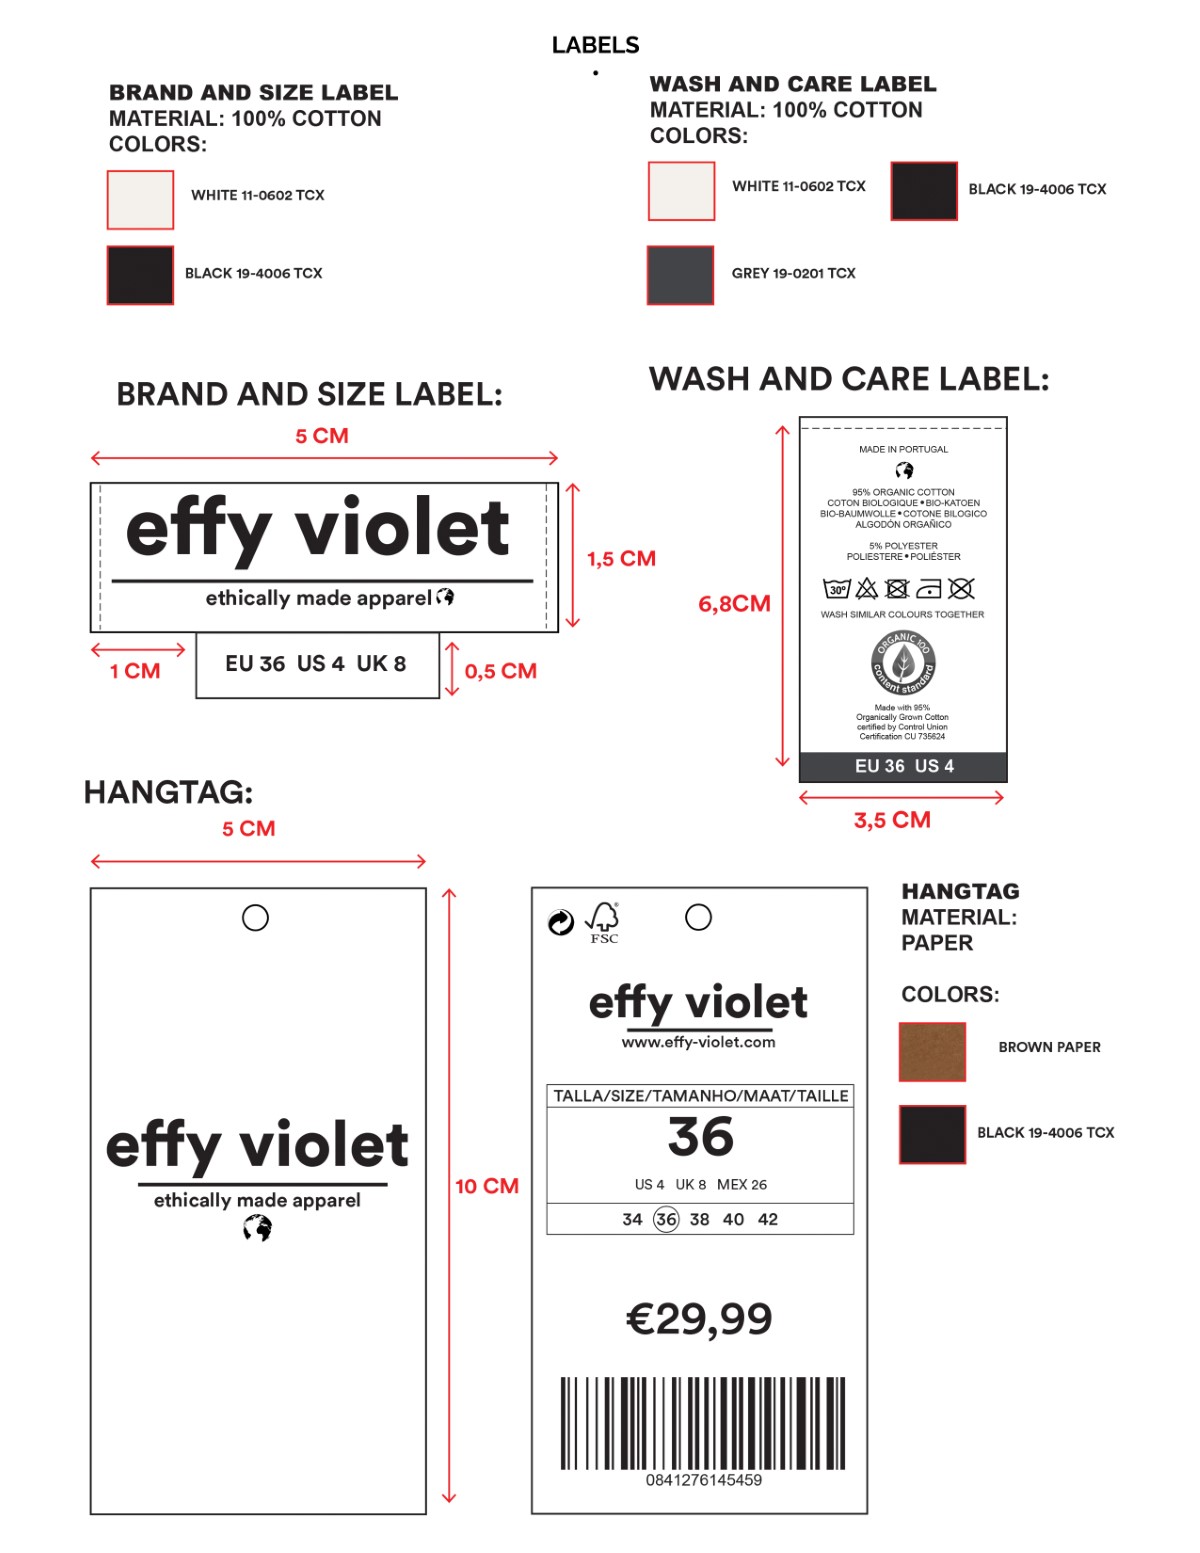 LABELS
BRAND AND SIZE LABEL
MATERIAL: 100% COTTON
COLORS:
WHITE 11-0602 TCX
BLACK 19-4006 TCX
WASH AND CARE LABEL
MATERIAL: 100% COTTON
COLORS:
WHITE 11-0602 TCX
BLACK 19-4006 TCX
GREY 19-0201 TCX
BRAND AND SIZE LABEL:
5 CM
effy violet
ethically made apparel
1,5 CM
1 CM
EU 36 US 4 UK 8
0,5 CM
WASH AND CARE LABEL:
6,8CM
MADE IN PORTUGAL
95% ORGANIC COTTON
COTON BIOLOGIQUE • BIO-KATOEN
BIO-BAUMWOLLE • COTONE BILOGICO
ALGODÓN ORGAÑICO
5% POLYESTER
POLIESTERE • POLIÉSTER
30º
WASH SIMILAR COLOURS TOGETHER
ORGANIC 100
content standard
Made with 95%
Organically Grown Cotton
certified by Control Union
Certification CU 735624
EU 36 US 4
3,5 CM
HANGTAG:
5 CM
effy violet
ethically made apparel
10 CM
FSC
effy violet
www.effy-violet.com
TALLA/SIZE/TAMANHO/MAAT/TAILLE
36
US 4 UK 8 MEX 26
34 36 38 40 42
€29,99
0841276145459
HANGTAG
MATERIAL:
PAPER
COLORS:
BROWN PAPER
BLACK 19-4006 TCX